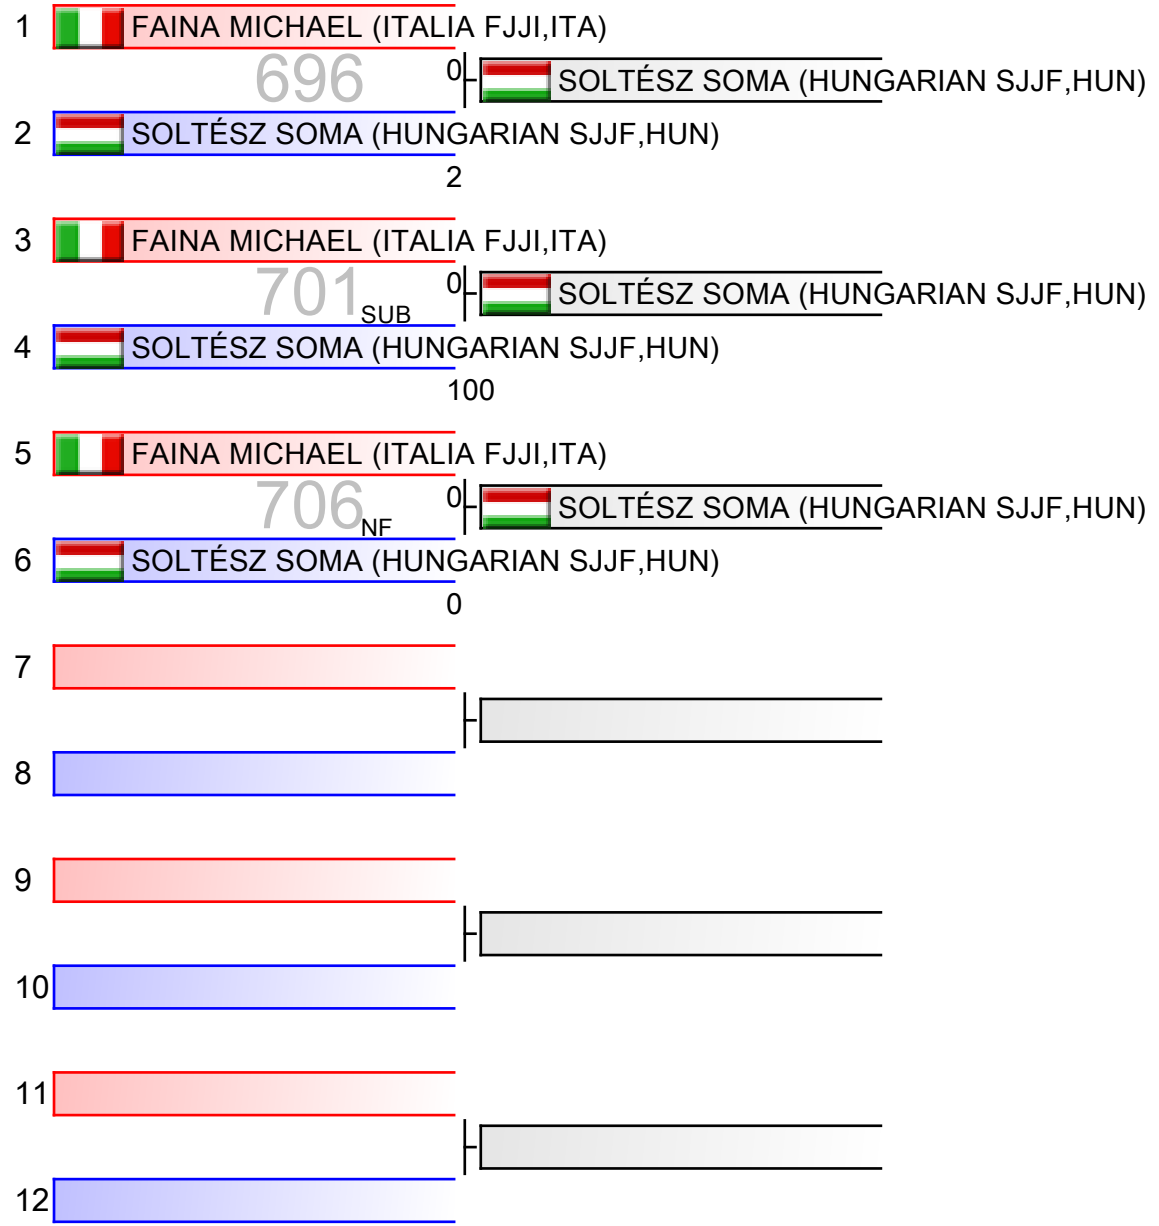 1 FAINA MICHAEL (ITALIA FJJI,ITA)
696 0 SOLTÉSZ SOMA (HUNGARIAN SJJF,HUN)
2 SOLTÉSZ SOMA (HUNGARIAN SJJF,HUN)
2
3 FAINA MICHAEL (ITALIA FJJI,ITA)
701 SUB 0 SOLTÉSZ SOMA (HUNGARIAN SJJF,HUN)
4 SOLTÉSZ SOMA (HUNGARIAN SJJF,HUN)
100
5 FAINA MICHAEL (ITALIA FJJI,ITA)
706 NF 0 SOLTÉSZ SOMA (HUNGARIAN SJJF,HUN)
6 SOLTÉSZ SOMA (HUNGARIAN SJJF,HUN)
0
7
8
9
10
11
12